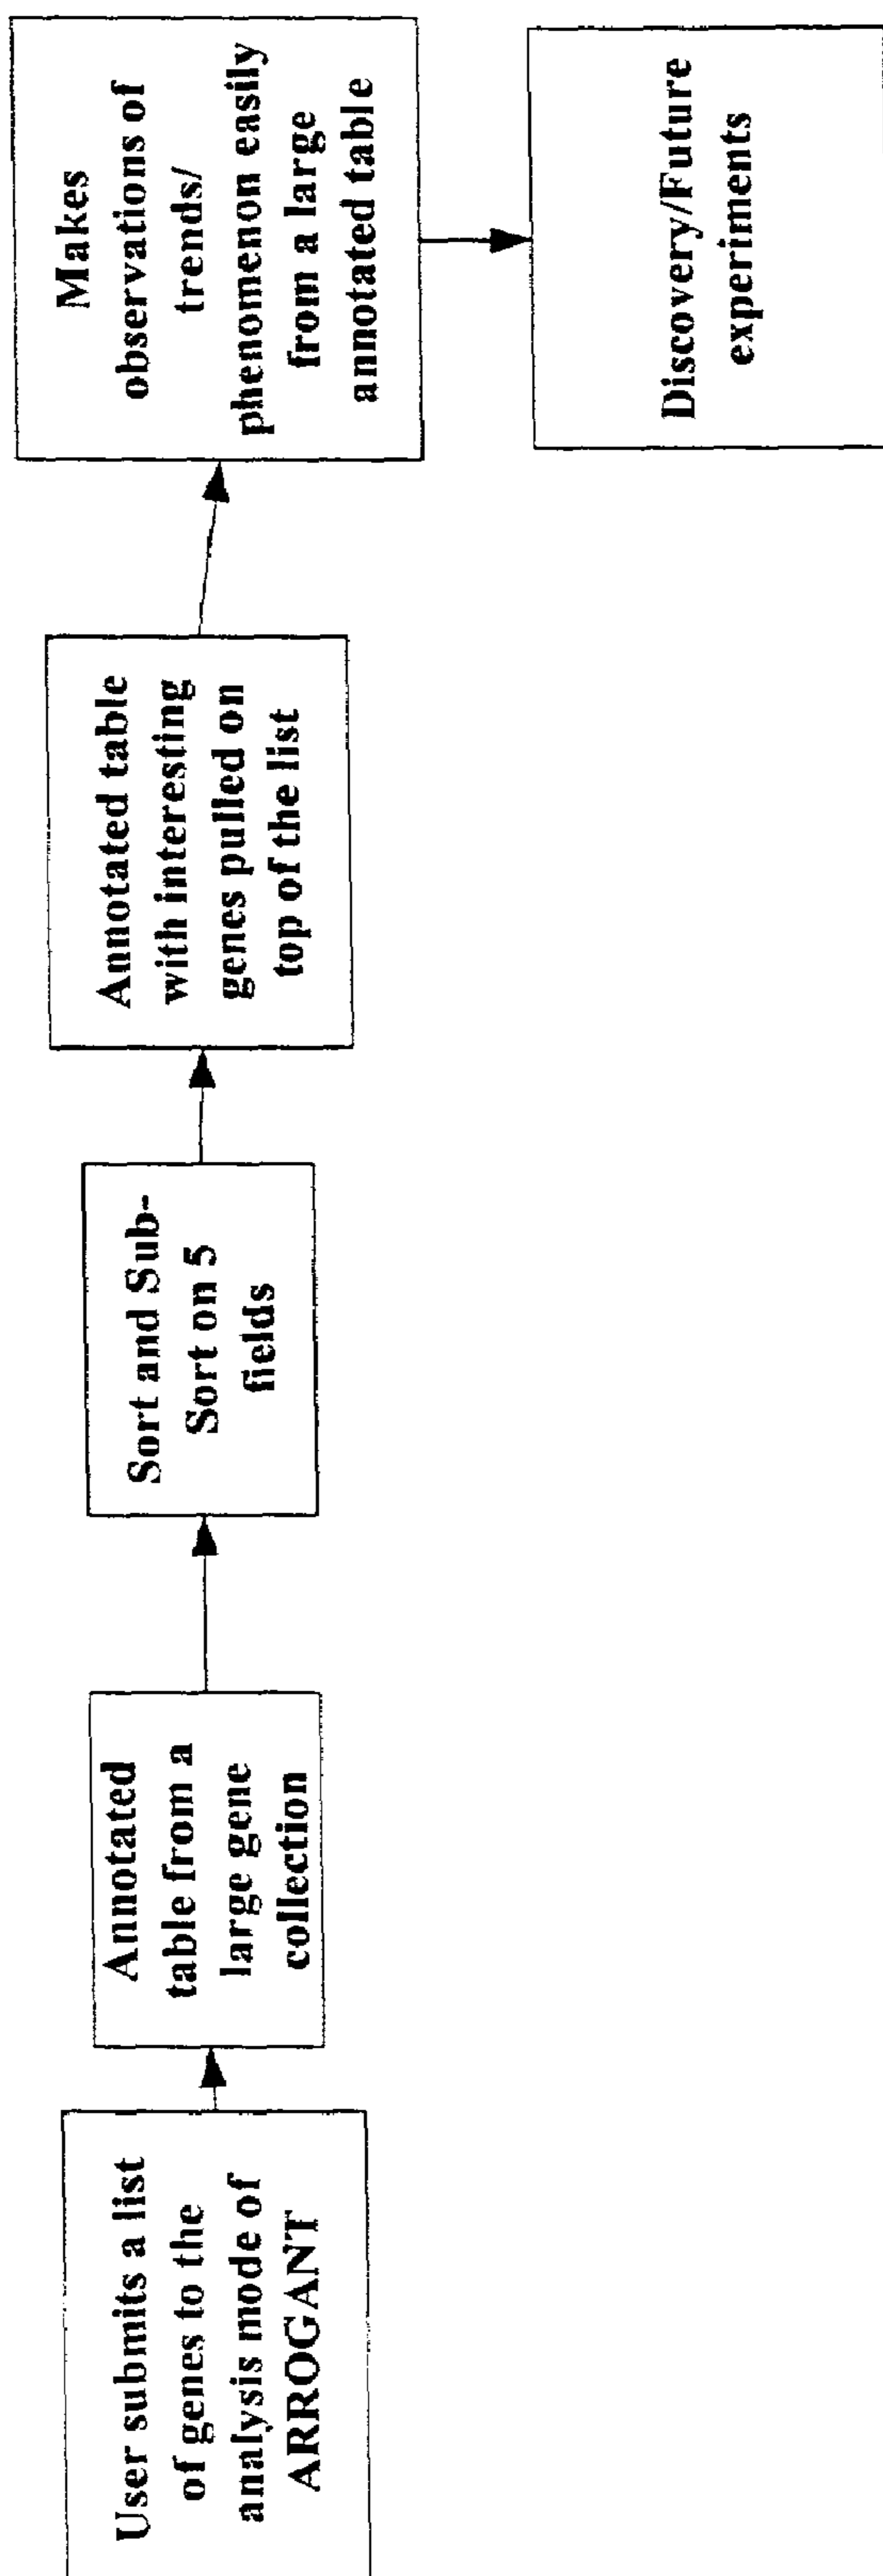 User submits a list
of genes to the
analysis mode of
ARROGANT
Annotated
table from a
large gene
collection
Sort and Sub-
Sort on 5
fields
Annotated table
with interesting
genes pulled on
top of the list
Makes
observations of
trends/
phenomenon easily
from a large
annotated table
Discovery/Future
experiments